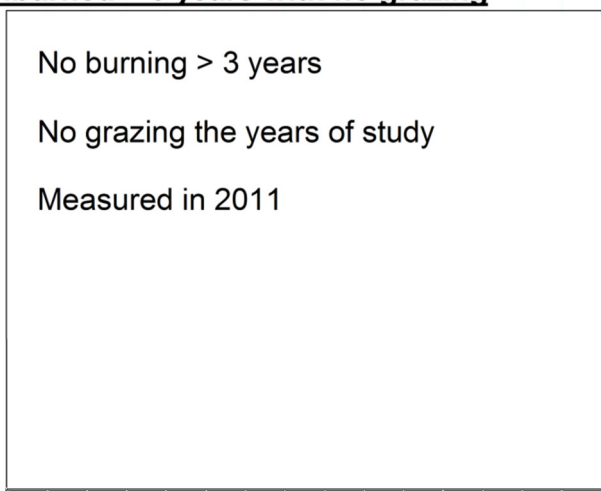 No burning > 3 years
No grazing the years of study
Measured in 2011